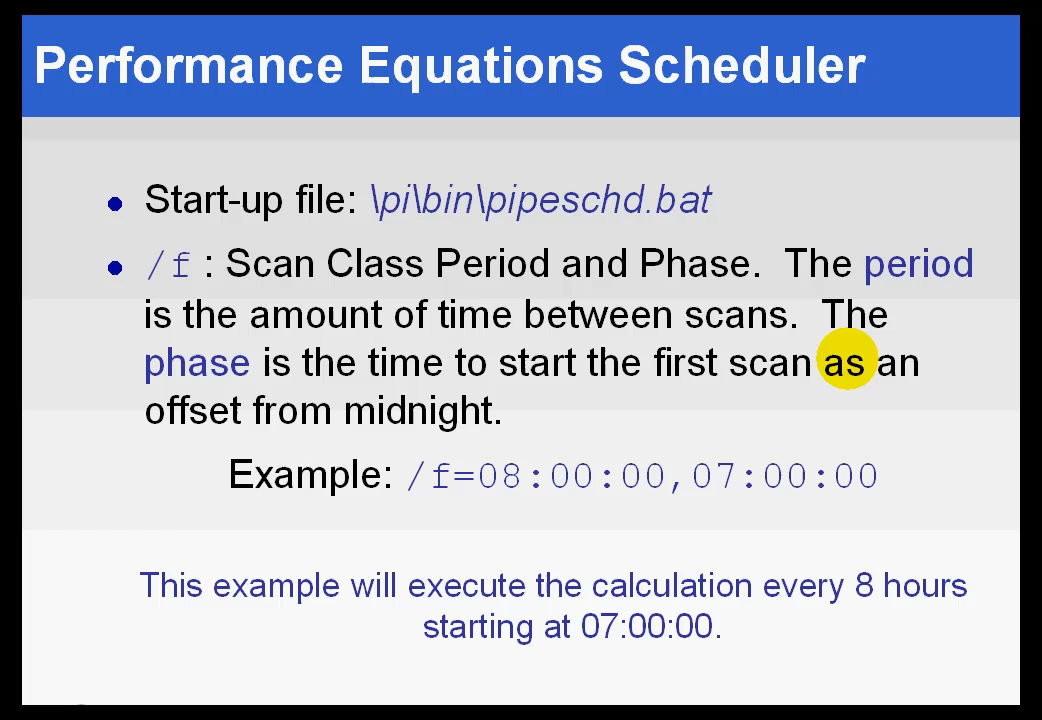 Performance Equations Scheduler
• Start-up file: \pi\bin\pipeschd.bat
• /f : Scan Class Period and Phase. The period
is the amount of time between scans. The
phase is the time to start the first scan as an
offset from midnight.
Example: /f=08:00:00,07:00:00
This example will execute the calculation every 8 hours
starting at 07:00:00.